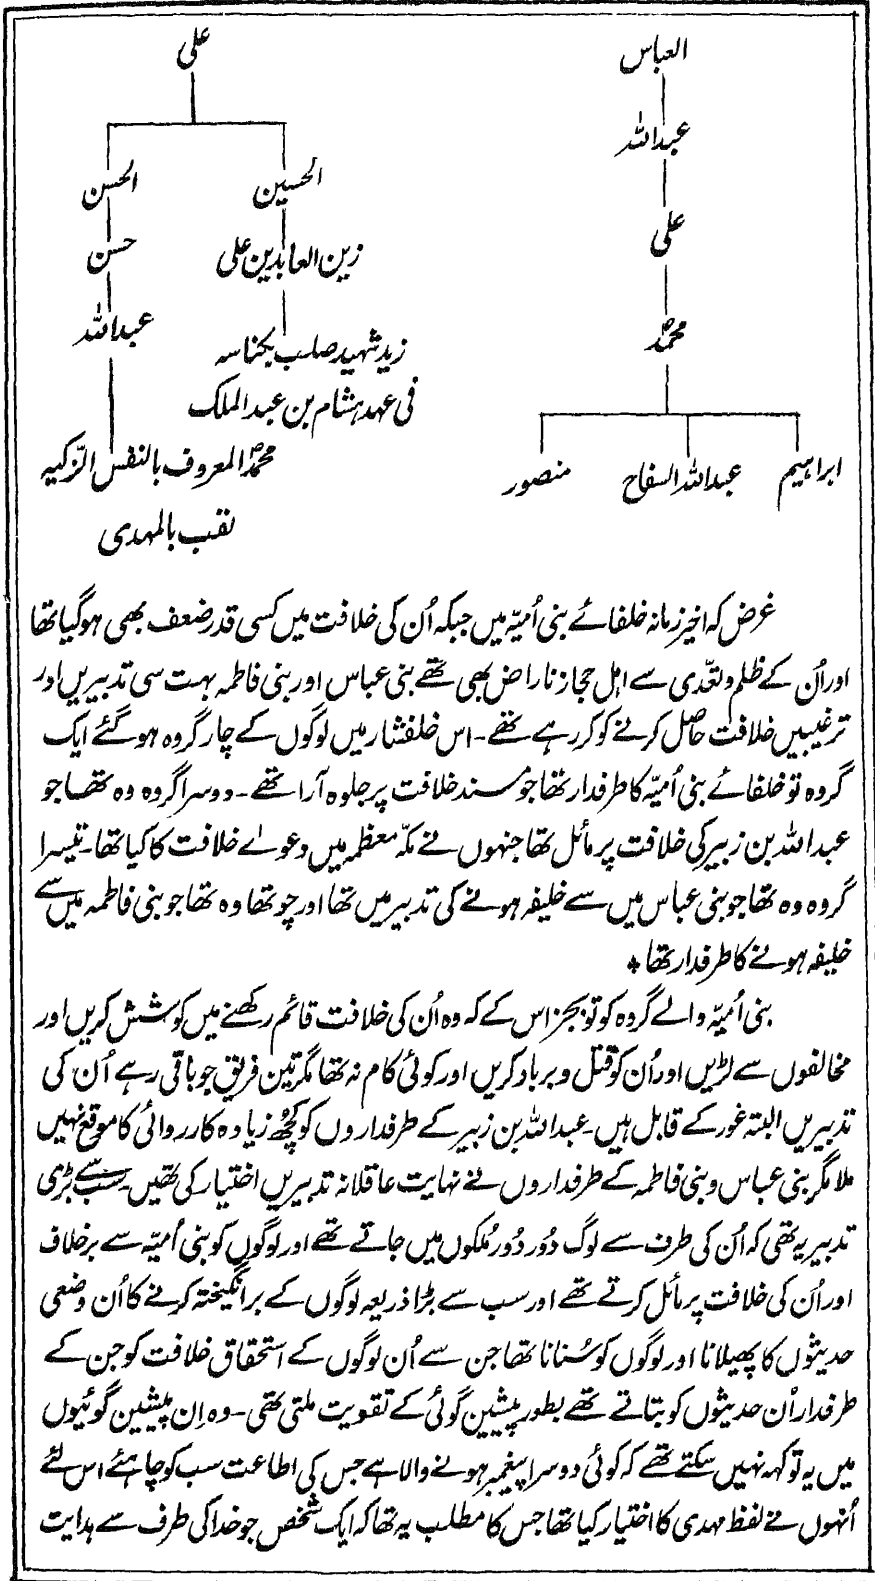 العباس
عبداللہ
علی
محمدؐ
ابراہیم
عبداللہ السفاح
منصور
علی
الحسین
زین العابدین علی
زید شہید صلب بکناسہ
فی عہد ہشام بن عبدالملک
الحسن
حسن
عبداللہ
محمدؐ المعروف بالنفس الزّکیہ
نقب بالمہدی
غرض کہ اخیر زمانہ خلفائے بنی اُمیّہ میں جبکہ اُن کی خلافت میں کسی قدر ضعف بھی ہوگیا تھا
اور اُن کے ظلم و تعّدی سے اہل حجاز ناراض بھی تھے بنی عباس اور بنی فاطمہ بہت سی تدبیریں اور
ترغیبیں خلافت حاصل کرنے کو کر رہے تھے۔ اس خلفشار میں لوگوں کے چار گروہ ہوگئے ایک
گروہ تو خلفائے بنی اُمیّہ کا طرفدار تھا جو مسند خلافت پر جلوہ آرا تھے۔ دوسرا گروہ وہ تھا جو
عبداللہ بن زبیر کی خلافت پر مائل تھا جنہوں نے مکّہ معظمہ میں دعواے خلافت کا کیا تھا۔ تیسرا
گروہ وہ تھا جو بنی عباس میں سے خلیفہ ہونے کی تدبیر میں تھا اور چوتھا وہ تھا جو بنی فاطمہ میں سے
خلیفہ ہونے کا طرفدار تھا *
بنی اُمیّہ والے گروہ کو تو بجز اس کے کہ وہ اُن کی خلافت قائم رکھنے میں کوشش کریں اور
مخالفوں سے لڑیں اور اُن کو قتل و برباد کریں اور کوئی کام نہ تھا مگر تین فریق جو باقی رہے اُن کی
تدبیریں البتہ غور کے قابل ہیں۔ عبداللہ بن زبیر کے طرفداروں کو کچھ زیادہ کارروائی کا موقع نہیں
ملا مگر بنی عباس و بنی فاطمہ کے طرفداروں نے نہایت عاقلانہ تدبیریں اختیار کی تھیں۔ سب سے بڑی
تدبیر یہ تھی کہ اُن کی طرف سے لوگ دُور دُور مُلکوں میں جاتے تھے اور لوگوں کو بنی اُمیّہ سے برخلاف
اور اُن کی خلافت پر مائل کرتے تھے اور سب سے بڑا ذریعہ لوگوں کے برانگیختہ کرنے کا اُن وضعی
حدیثوں کا پھیلانا اور لوگوں کو سُنانا تھا جن سے اُن لوگوں کے استحقاق خلافت کو جن کے
طرفدار اُن حدیثوں کو بتاتے تھے بطور پیشین گوئی کے تقویت ملتی تھی۔ وہ اِن پیشین گوئیوں
میں یہ تو کہہ نہیں سکتے تھے کہ کوئی دوسرا پیغمبر ہونے والا ہے جس کی اطاعت سب کو چاہئے اس لئے
اُنہوں نے لفظ مہدی کا اختیار کیا تھا جس کا مطلب یہ تھا کہ ایک شخص جو خدا کی طرف سے ہدایت